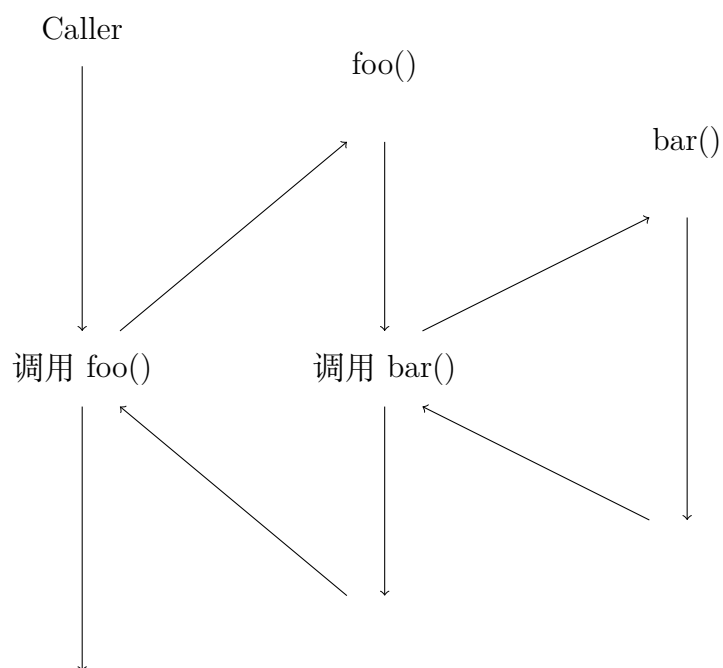 Caller
foo()
bar()
调用 foo()
调用 bar()